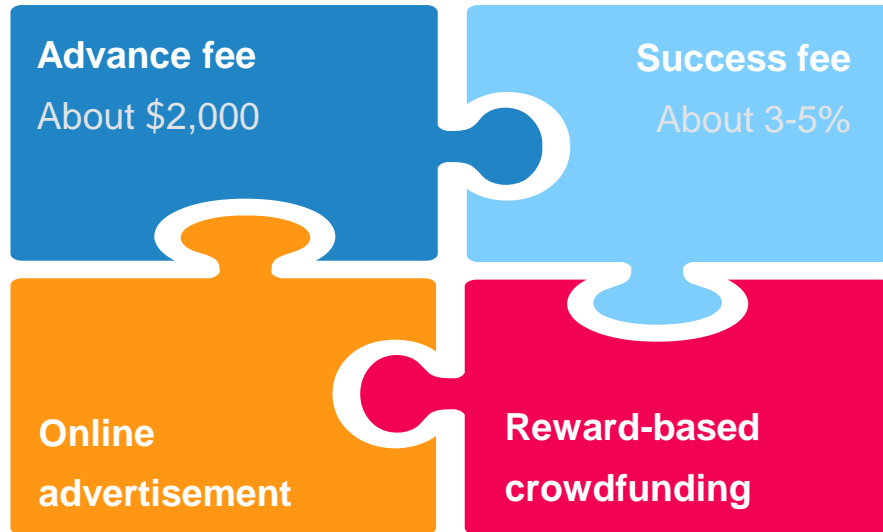 Advance fee
About $2,000
Success fee
About 3-5%
Online
advertisement
Reward-based
crowdfunding